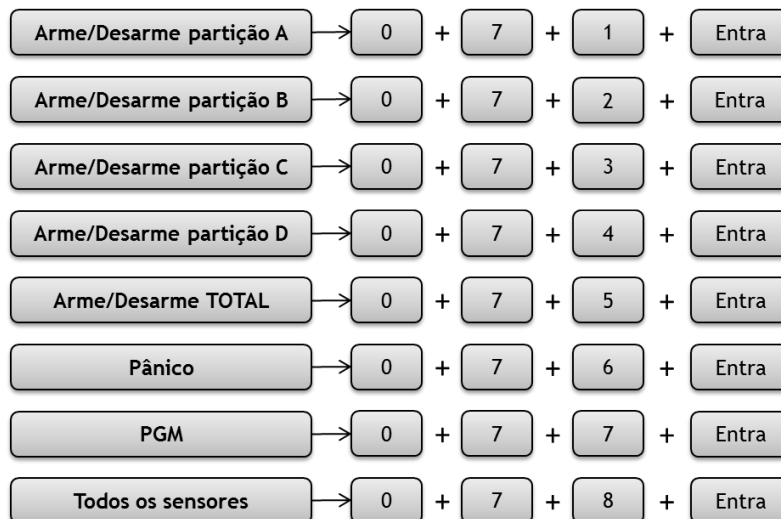 Arme/Desarme partição A 0 + 7 + 1 + Entra
Arme/Desarme partição B 0 + 7 + 2 + Entra
Arme/Desarme partição C 0 + 7 + 3 + Entra
Arme/Desarme partição D 0 + 7 + 4 + Entra
Arme/Desarme TOTAL 0 + 7 + 5 + Entra
Pânico 0 + 7 + 6 + Entra
PGM 0 + 7 + 7 + Entra
Todos os sensores 0 + 7 + 8 + Entra